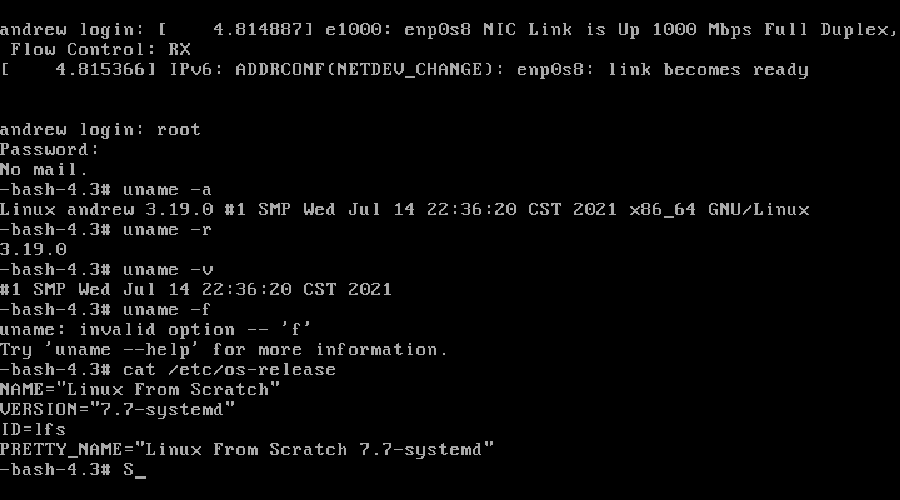 andrew login: [    4.814887] e1000: enp0s8 NIC Link is Up 1000 Mbps Full Duplex,
 Flow Control: RX
[    4.815366] IPv6: ADDRCONF(NETDEV_CHANGE): enp0s8: link becomes ready
andrew login: root
Password:
No mail.
-bash-4.3# uname -a
Linux andrew 3.19.0 #1 SMP Wed Jul 14 22:36:20 CST 2021 x86_64 GNU/Linux
-bash-4.3# uname -r
3.19.0
-bash-4.3# uname -v
#1 SMP Wed Jul 14 22:36:20 CST 2021
-bash-4.3# uname -f
uname: invalid option -- 'f'
Try 'uname --help' for more information.
-bash-4.3# cat /etc/os-release
NAME="Linux From Scratch"
VERSION="7.7-systemd"
ID=lfs
PRETTY_NAME="Linux From Scratch 7.7-systemd"
-bash-4.3# S_